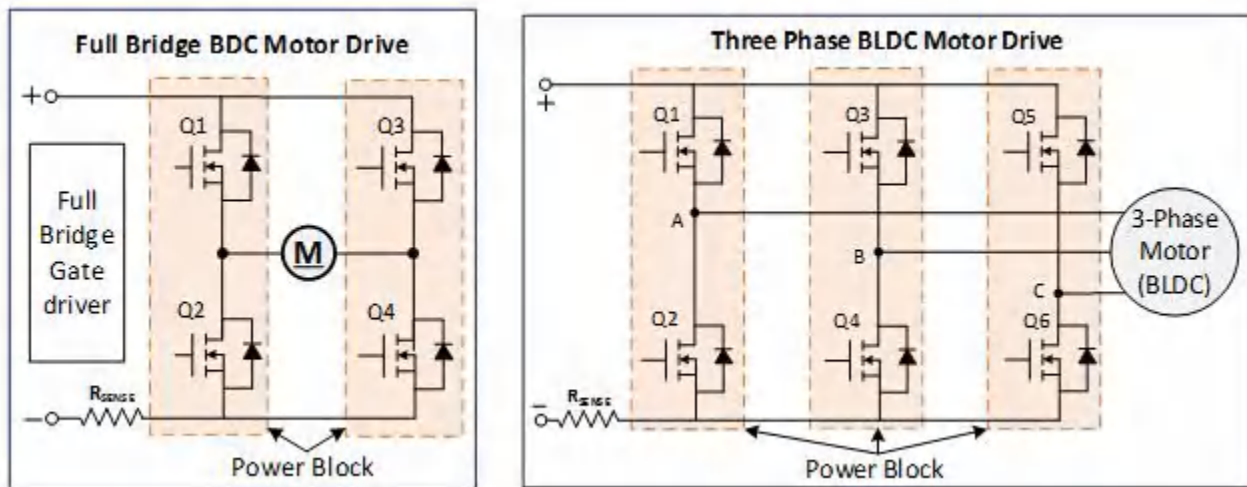 Full Bridge BDC Motor Drive
+
Q1
Q3
Full
Bridge
Gate
driver
M
Q2
Q4
RSENSE
−
Power Block
Three Phase BLDC Motor Drive
+
Q1
Q3
Q5
A
3-Phase
Motor
(BLDC)
B
C
Q2
Q4
Q6
RSENSE
−
Power Block